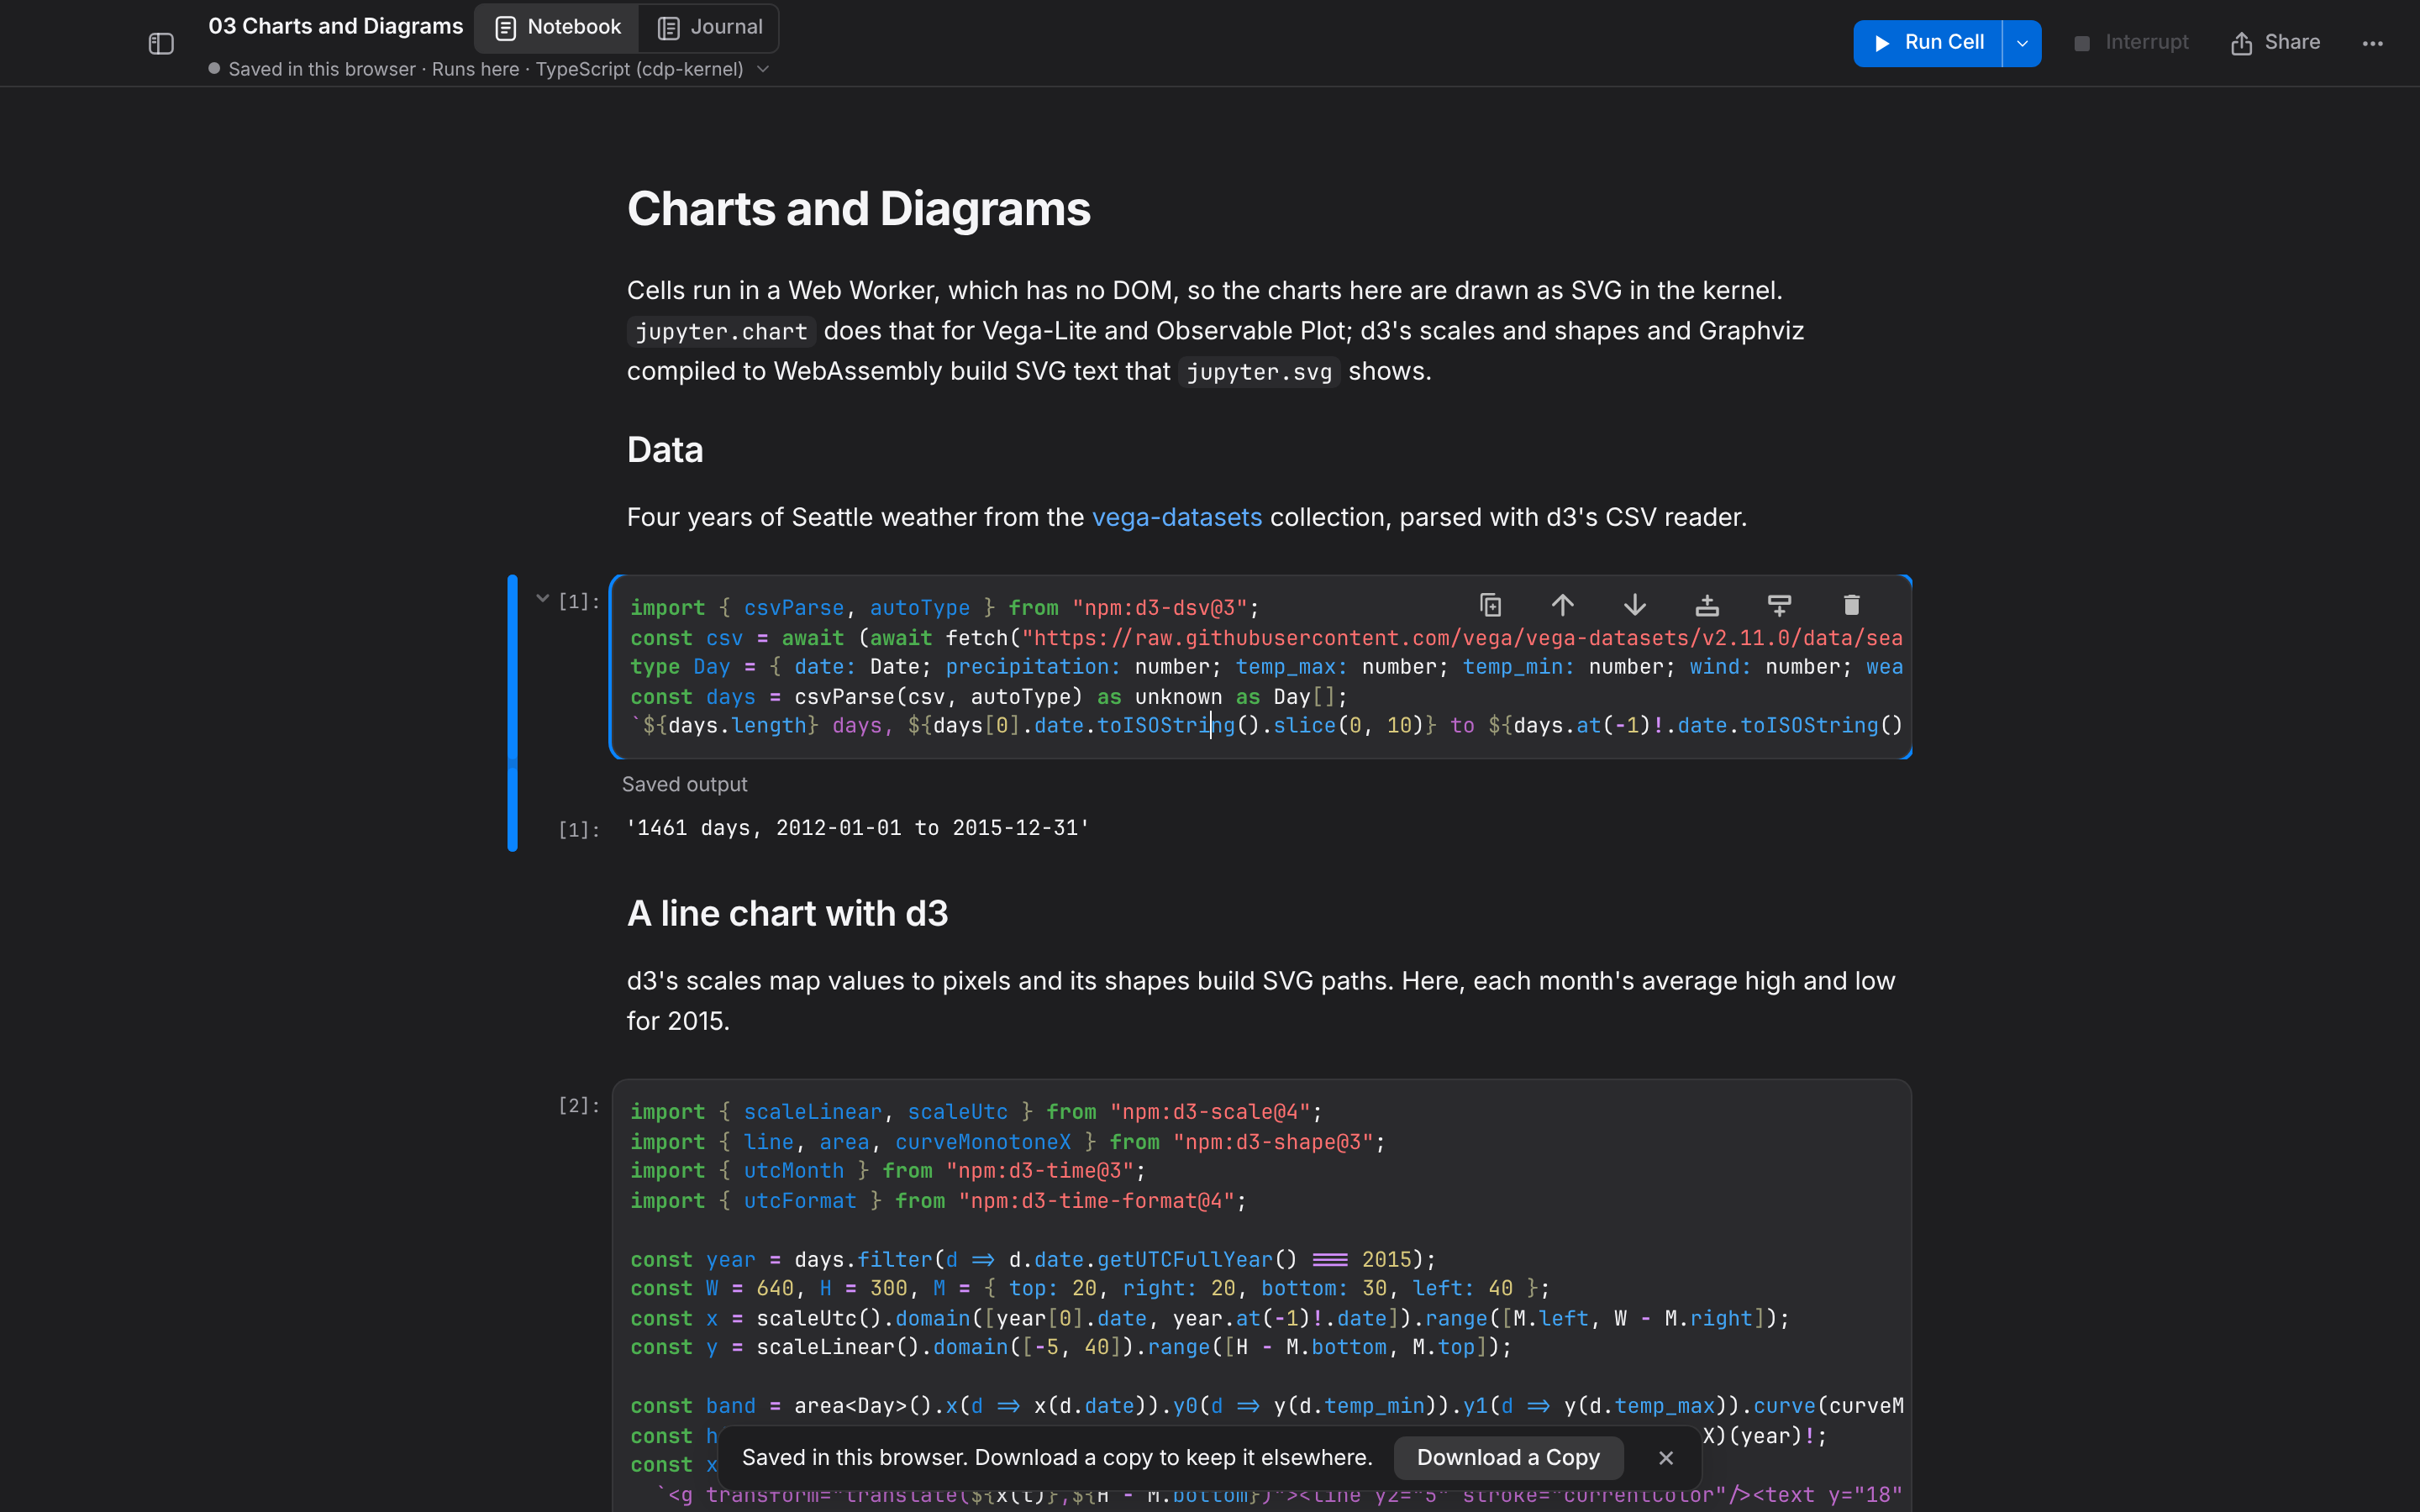 03 Charts and Diagrams
Notebook
Journal
Saved in this browser · Runs here · TypeScript (cdp-kernel)
Run Cell
Interrupt
Share
Charts and Diagrams
Cells run in a Web Worker, which has no DOM, so the charts here are drawn as SVG in the kernel.
jupyter.chart does that for Vega-Lite and Observable Plot; d3's scales and shapes and Graphviz
compiled to WebAssembly build SVG text that jupyter.svg shows.
Data
Four years of Seattle weather from the vega-datasets collection, parsed with d3's CSV reader.
[1]:
import { csvParse, autoType } from "npm:d3-dsv@3";
const csv = await (await fetch("https://raw.githubusercontent.com/vega/vega-datasets/v2.11.0/data/sea
type Day = { date: Date; precipitation: number; temp_max: number; temp_min: number; wind: number; wea
const days = csvParse(csv, autoType) as unknown as Day[];
`${days.length} days, ${days[0].date.toISOString().slice(0, 10)} to ${days.at(-1)!.date.toISOString()
Saved output
[1]: '1461 days, 2012-01-01 to 2015-12-31'
A line chart with d3
d3's scales map values to pixels and its shapes build SVG paths. Here, each month's average high and low
for 2015.
[2]:
import { scaleLinear, scaleUtc } from "npm:d3-scale@4";
import { line, area, curveMonotoneX } from "npm:d3-shape@3";
import { utcMonth } from "npm:d3-time@3";
import { utcFormat } from "npm:d3-time-format@4";
const year = days.filter(d => d.date.getUTCFullYear() === 2015);
const W = 640, H = 300, M = { top: 20, right: 20, bottom: 30, left: 40 };
const x = scaleUtc().domain([year[0].date, year.at(-1)!.date]).range([M.left, W - M.right]);
const y = scaleLinear().domain([-5, 40]).range([H - M.bottom, M.top]);
const band = area<Day>().x(d => x(d.date)).y0(d => y(d.temp_min)).y1(d => y(d.temp_max)).curve(curveM
const h
X)(year)!;
const x
Saved in this browser. Download a copy to keep it elsewhere.
Download a Copy
`<g transform="translate(${x(t)},${H - M.bottom})"><line y2="5" stroke="currentColor"/><text y="18"